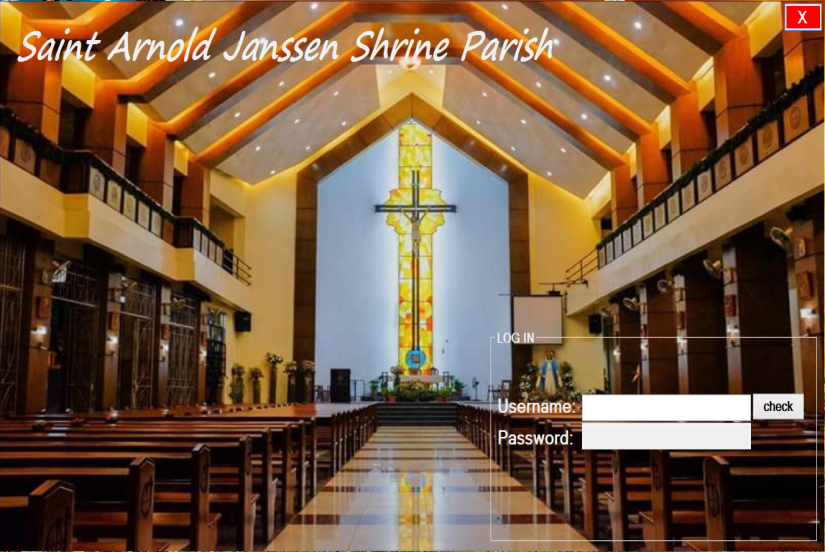 Saint Arnold Janssen Shrine Parish
X
LOG IN
Username:
check
Password: